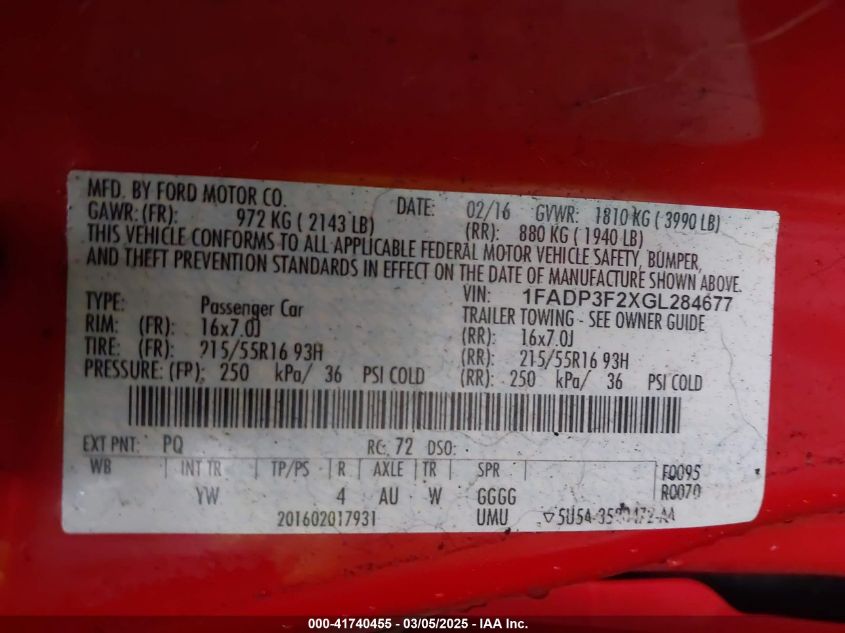 MFD. BY FORD MOTOR CO. DATE: 02/16 GVWR: 1810 KG ( 3990 LB)
GAWR: (FR): 972 KG ( 2143 LB) (RR): 880 KG ( 1940 LB)
THIS VEHICLE CONFORMS TO ALL APPLICABLE FEDERAL MOTOR VEHICLE SAFETY, BUMPER,
AND THEFT PREVENTION STANDARDS IN EFFECT ON THE DATE OF MANUFACTURE SHOWN ABOVE.
VIN: 1FADP3F2XGL284677
TYPE: Passenger Car TRAILER TOWING - SEE OWNER GUIDE
RIM: (FR): 16x7.0J (RR): 16x7.0J
TIRE: (FR): 215/55R16 93H (RR): 215/55R16 93H
PRESSURE: (FR): 250 kPa/ 36 PSI COLD (RR): 250 kPa/ 36 PSI COLD
EXT PNT: PQ RC: 72 DSO:
WB INT TR TP/PS R AXLE TR SPR F0095
YW 4 AU W GGGG R0070
201602017931 UMU
000-41740455 - 03/05/2025 - IAA Inc.